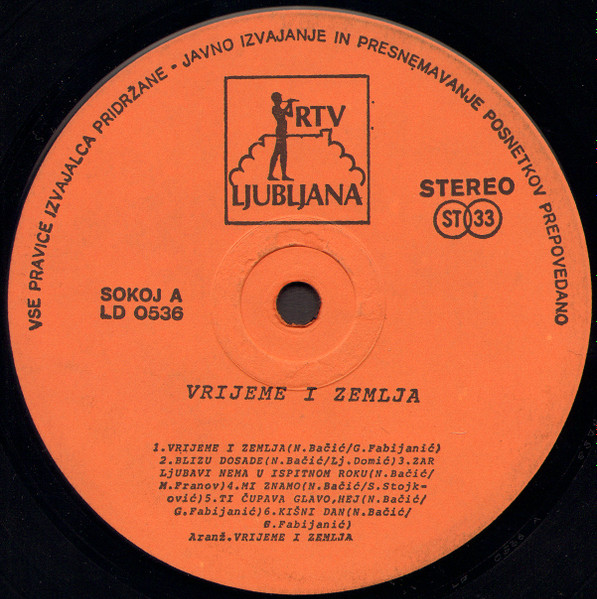 VSE PRAVICE IZVAJALCA PRIDRŽANE - JAVNO IZVAJANJE IN PRESNEMAVANJE POSNETKOV PREPOVEDANO
RTV
LJUBLJANA
STEREO
ST 33
SOKOJ A
LD 0536
VRIJEME I ZEMLJA
1.VRIJEME I ZEMLJA(N.Bačić/G.Fabijanić)
2.BLIZU DOSADE(N.Bačić/Lj.Domić)3.ZAR
LjUBAVI NEMA U ISPITNOM ROKU(N.Bačić/
M.Franov)4.MI ZNAMO(N.Bačić/S.Stojk-
ović)5.TI ČUPAVA GLAVO,HEJ(N.Bačić/
G.Fabijanić)6.KIŠNI DAN(N.Bačić/
G.Fabijanić)
Aranž.VRIJEME I ZEMLJA